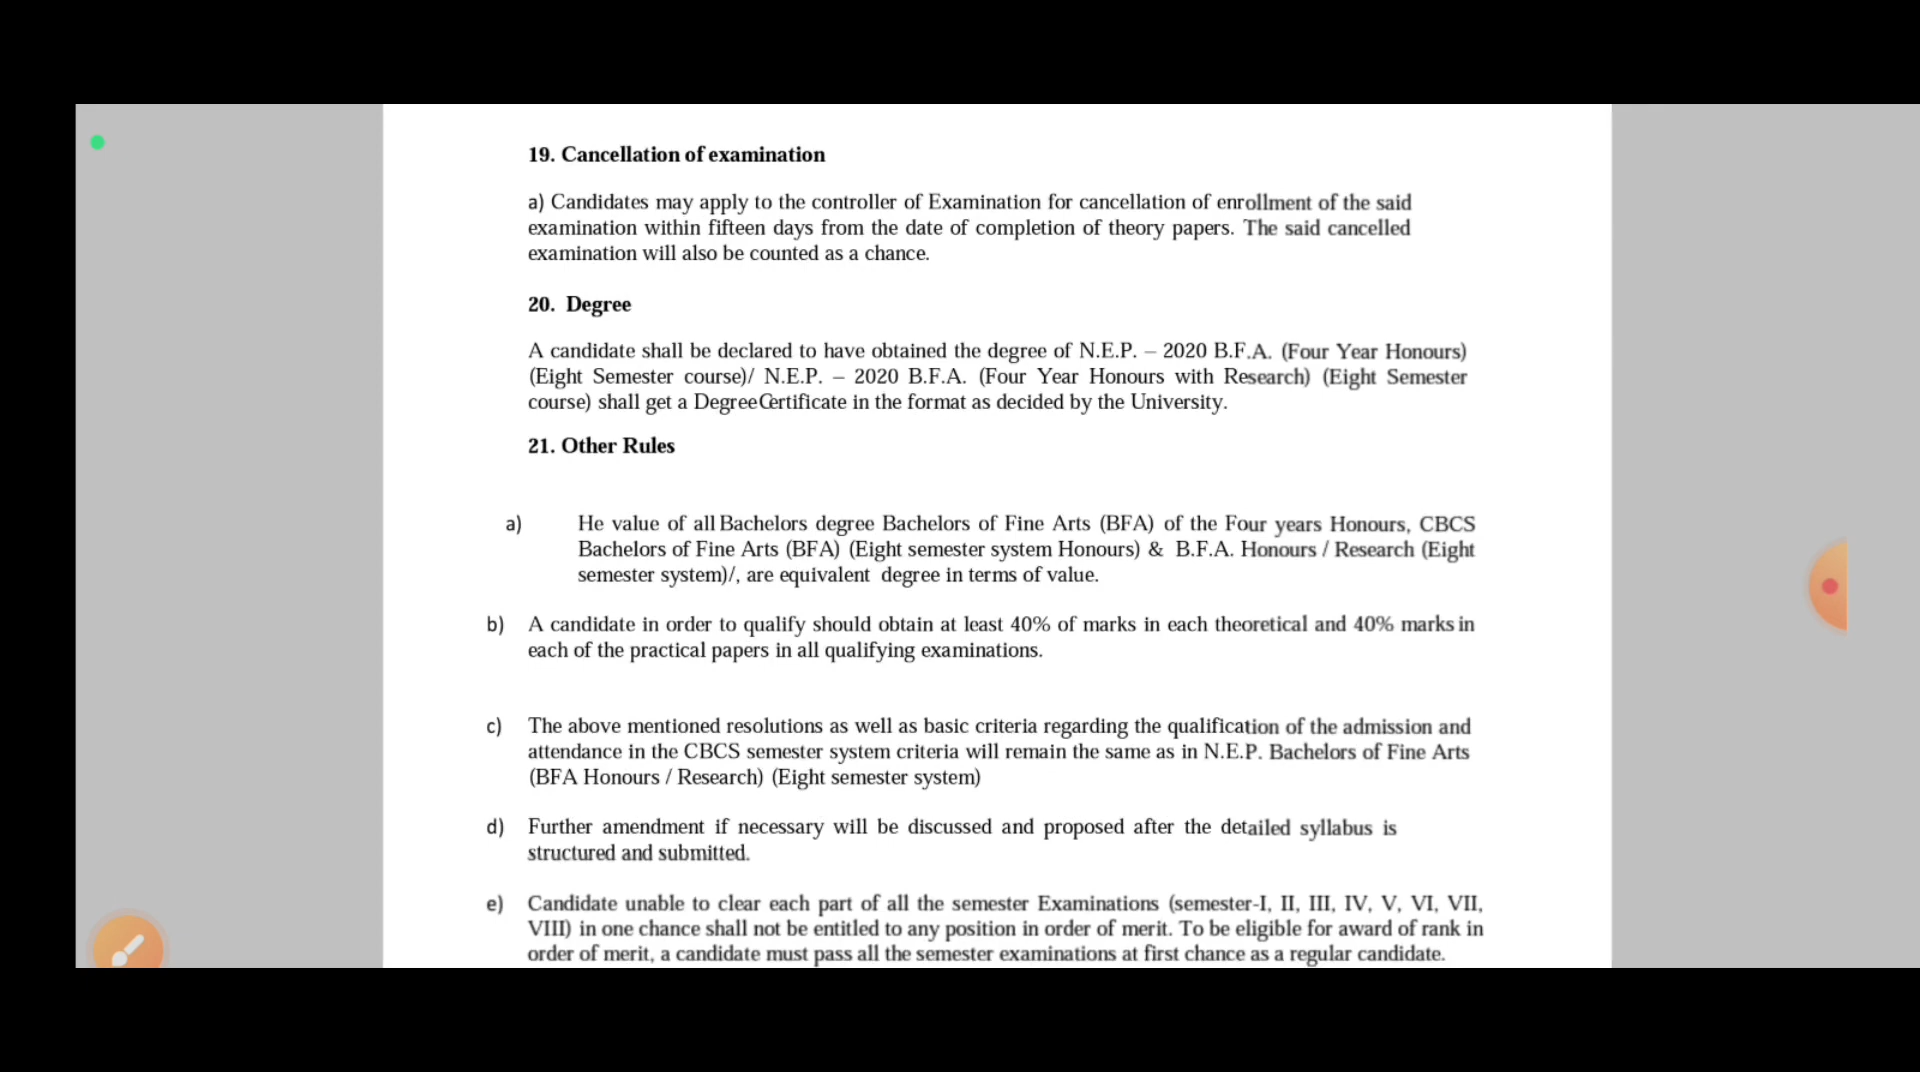 19. Cancellation of examination
a) Candidates may apply to the controller of Examination for cancellation of enrollment of the said
examination within fifteen days from the date of completion of theory papers. The said cancelled
examination will also be counted as a chance.
20. Degree
A candidate shall be declared to have obtained the degree of N.E.P. – 2020 B.F.A. (Four Year Honours)
(Eight Semester course)/ N.E.P. – 2020 B.F.A. (Four Year Honours with Research) (Eight Semester
course) shall get a Degree Certificate in the format as decided by the University.
21. Other Rules
a) He value of all Bachelors degree Bachelors of Fine Arts (BFA) of the Four years Honours, CBCS
Bachelors of Fine Arts (BFA) (Eight semester system Honours) & B.F.A. Honours / Research (Eight
semester system)/, are equivalent degree in terms of value.
b) A candidate in order to qualify should obtain at least 40% of marks in each theoretical and 40% marks in
each of the practical papers in all qualifying examinations.
c) The above mentioned resolutions as well as basic criteria regarding the qualification of the admission and
attendance in the CBCS semester system criteria will remain the same as in N.E.P. Bachelors of Fine Arts
(BFA Honours / Research) (Eight semester system)
d) Further amendment if necessary will be discussed and proposed after the detailed syllabus is
structured and submitted.
e) Candidate unable to clear each part of all the semester Examinations (semester-I, II, III, IV, V, VI, VII,
VIII) in one chance shall not be entitled to any position in order of merit. To be eligible for award of rank in
order of merit, a candidate must pass all the semester examinations at first chance as a regular candidate.